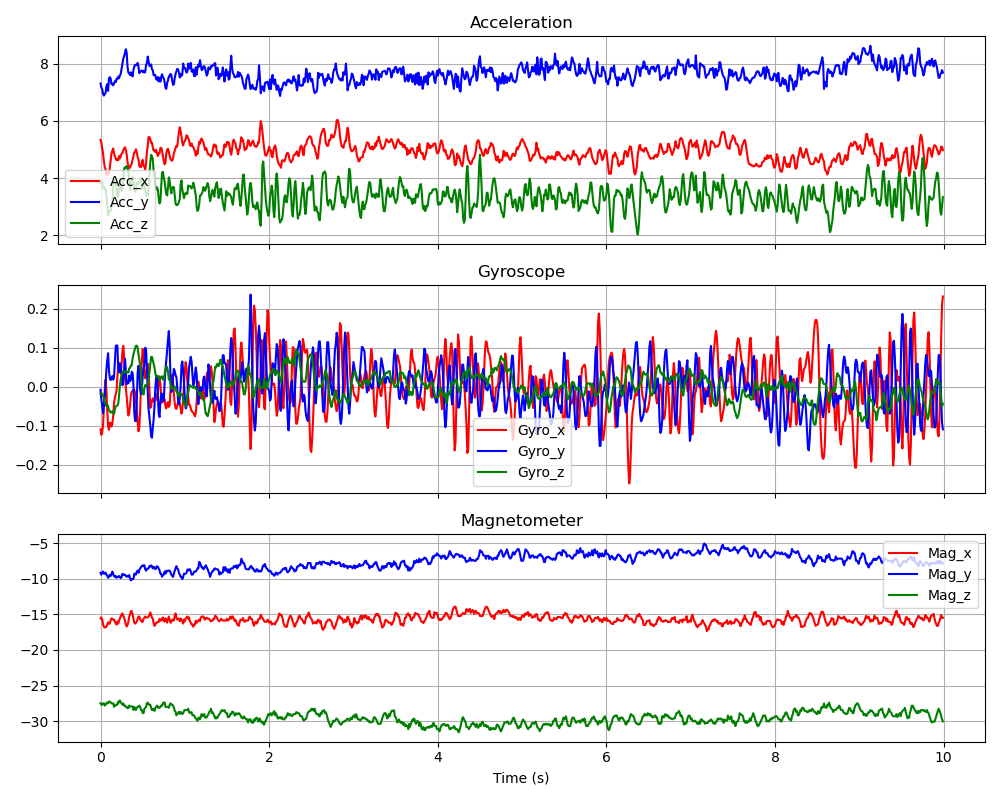 Acceleration
8
6
4
2
Acc_x
Acc_y
Acc_z
Gyroscope
0.2
0.1
0.0
−0.1
−0.2
Gyro_x
Gyro_y
Gyro_z
Magnetometer
−5
−10
−15
−20
−25
−30
Mag_x
Mag_y
Mag_z
0 2 4 6 8 10
Time (s)